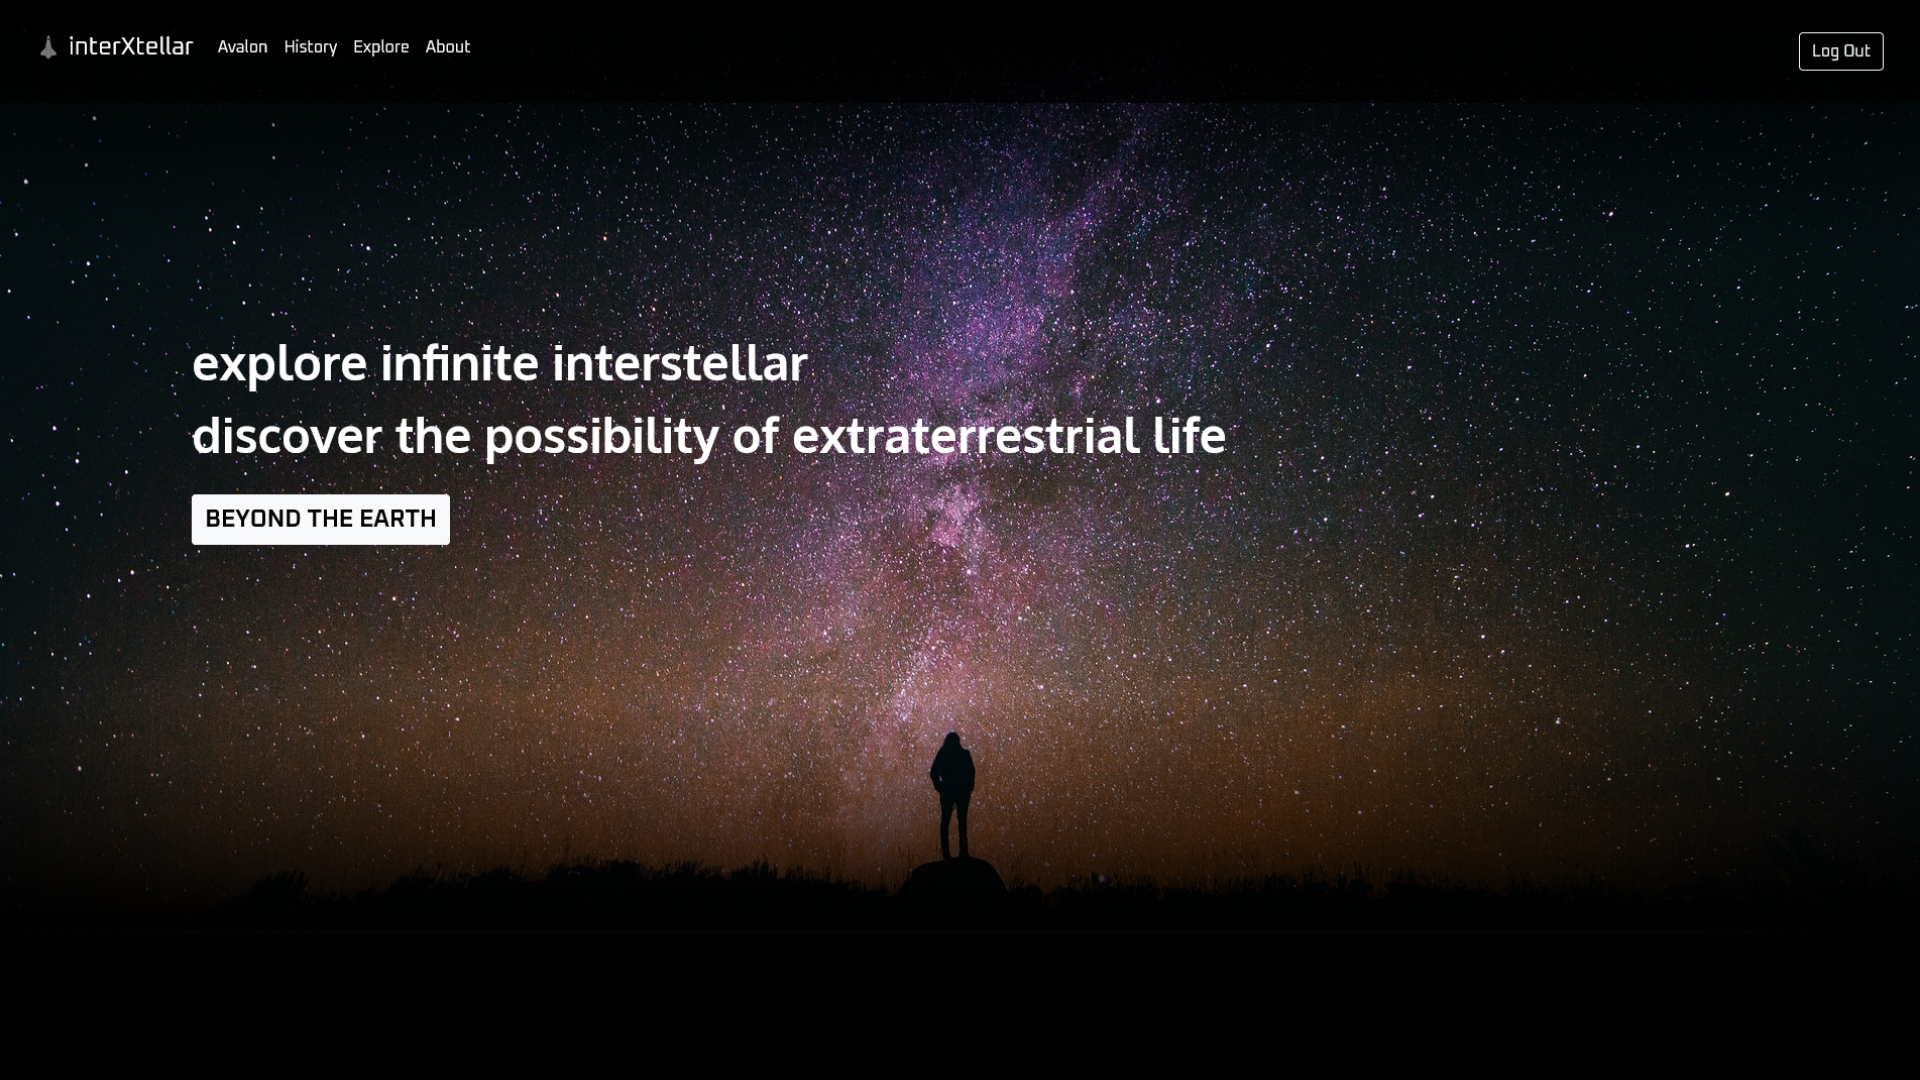 interXtellar
Avalon
History
Explore
About
Log Out
explore infinite interstellar
discover the possibility of extraterrestrial life
BEYOND THE EARTH